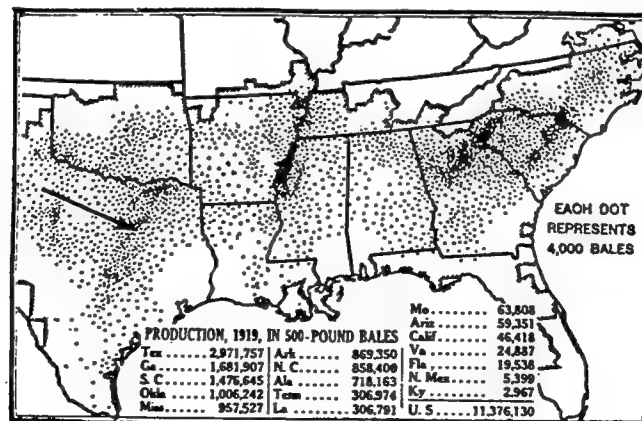 EACH DOT
REPRESENTS
4,000 BALES
PRODUCTION, 1919, IN 500-POUND BALES
Tex ........ 2,971,757
Ga ........ 1,681,907
S. C ........ 1,476,645
Okla ........ 1,006,242
Miss ........ 957,527
Ark ........ 869,350
N. C ........ 858,406
Ala ........ 718,163
Tenn ........ 306,974
La ........ 306,791
Mo ........ 63,808
Ariz ........ 59,351
Calif ........ 46,418
Va ........ 24,887
Fla ........ 19,538
N. Mex ........ 5,399
Ky ........ 2,967
U. S ........ 11,376,130